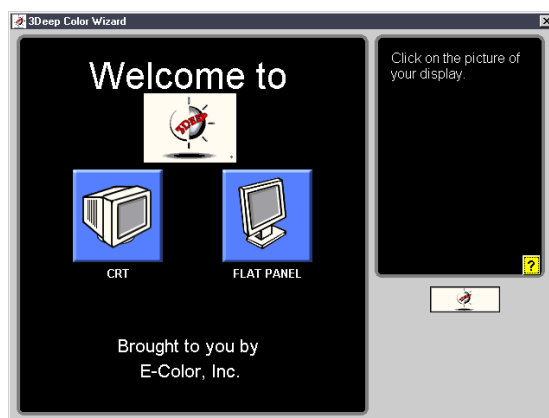 3Deep Color Wizard
Welcome to
3DEEP
CRT
FLAT PANEL
Brought to you by
E-Color, Inc.
Click on the picture of
your display.
?